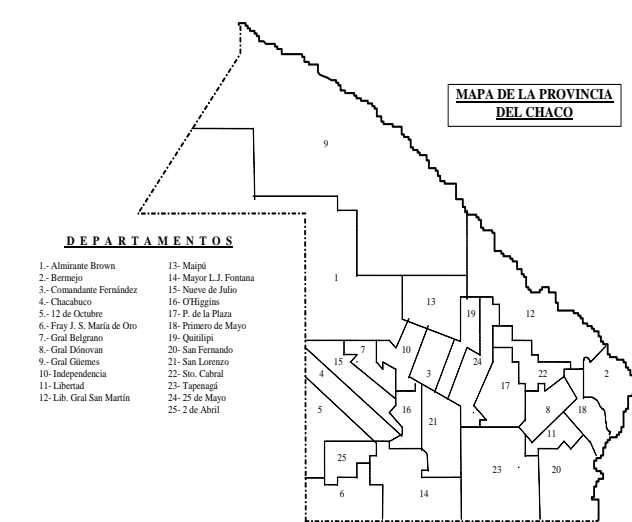 MAPA DE LA PROVINCIA
DEL CHACO
DEPARTAMENTOS
1.- Almirante Brown
2.- Bermejo
3.- Comandante Fernández
4.- Chacabuco
5.- 12 de Octubre
6.- Fray J. S. María de Oro
7.- Gral Belgrano
8.- Gral Dónovan
9.- Gral Güemes
10.- Independencia
11- Libertad
12- Lib. Gral San Martín
13- Maipú
14- Mayor L.J. Fontana
15- Nueve de Julio
16- O'Higgins
17- P. de la Plaza
18- Primero de Mayo
19- Quitilipi
20- San Fernando
21- San Lorenzo
22- Sto. Cabral
23- Tapenagá
24- 25 de Mayo
25- 2 de Abril
9
1
13
19
12
10
7
15
4
3
24
22
2
17
5
16
21
8
18
11
25
23
20
6
14